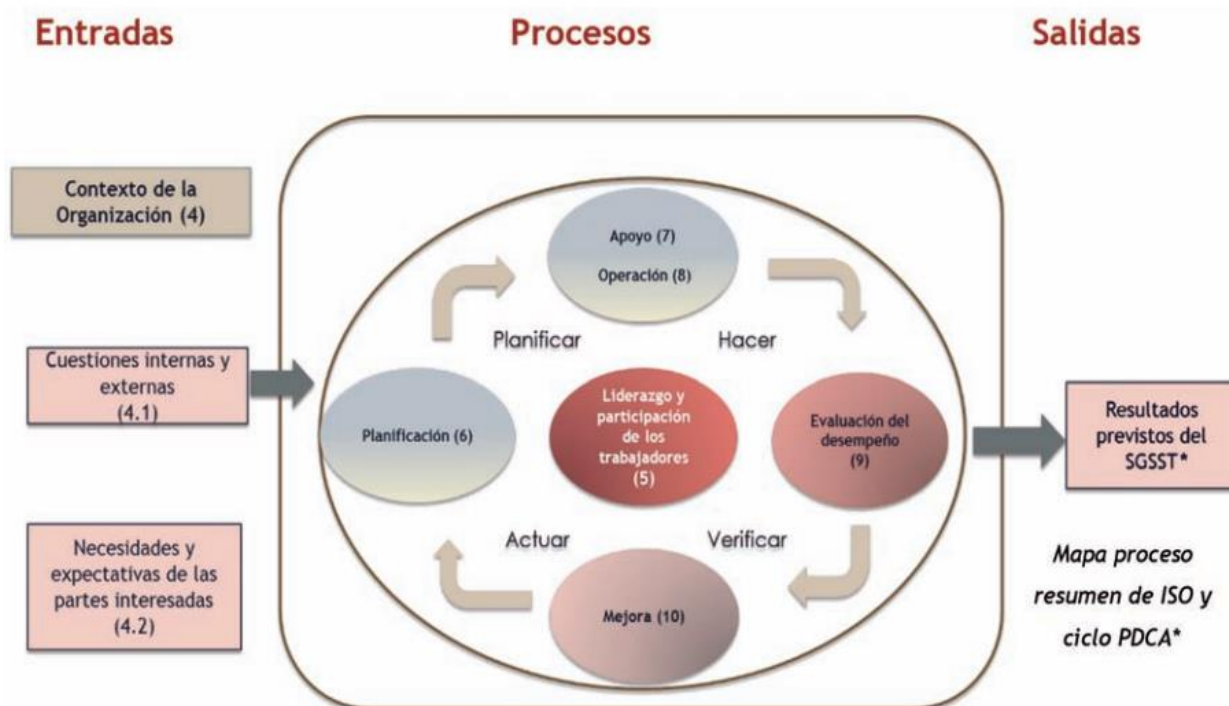 Entradas
Procesos
Salidas
Contexto de la
Organización (4)
Cuestiones internas y
externas
(4.1)
Necesidades y
expectativas de las
partes interesadas
(4.2)
Apoyo (7)
Operación (8)
Planificar
Hacer
Planificación (6)
Liderazgo y
participación
de los
trabajadores
(5)
Evaluación del
desempeño
(9)
Actuar
Verificar
Mejora (10)
Resultados
previstos del
SGSST*
Mapa proceso
resumen de ISO y
ciclo PDCA*